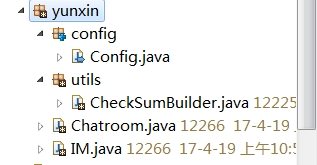 yunxin
config
Config.java
utils
CheckSumBuilder.java 12225
Chatroom.java 12266 17-4-19
IM.java 12266 17-4-19 上午10:5